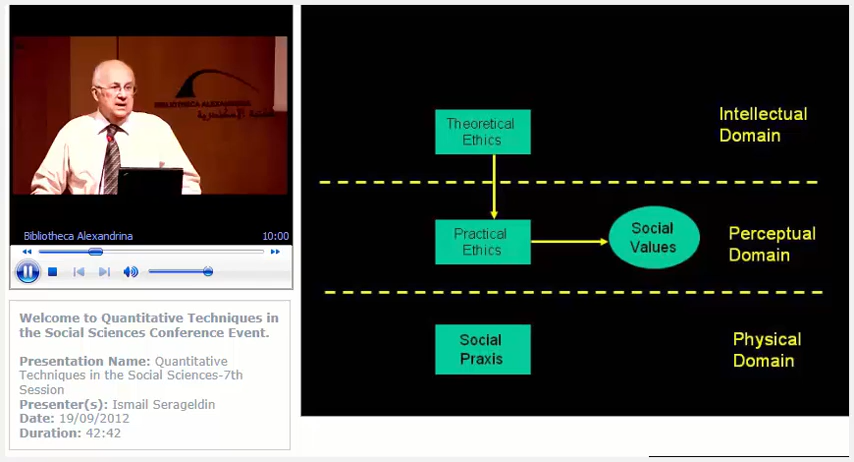 BIBLIOTHECA ALEXANDRINA
مكتبة الإسكندرية
Bibliotheca Alexandrina
10:00
Welcome to Quantitative Techniques in
the Social Sciences Conference Event.
Presentation Name: Quantitative
Techniques in the Social Sciences-7th
Session
Presenter(s): Ismail Serageldin
Date: 19/09/2012
Duration: 42:42
Theoretical
Ethics
Intellectual
Domain
Practical
Ethics
Social
Values
Perceptual
Domain
Social
Praxis
Physical
Domain